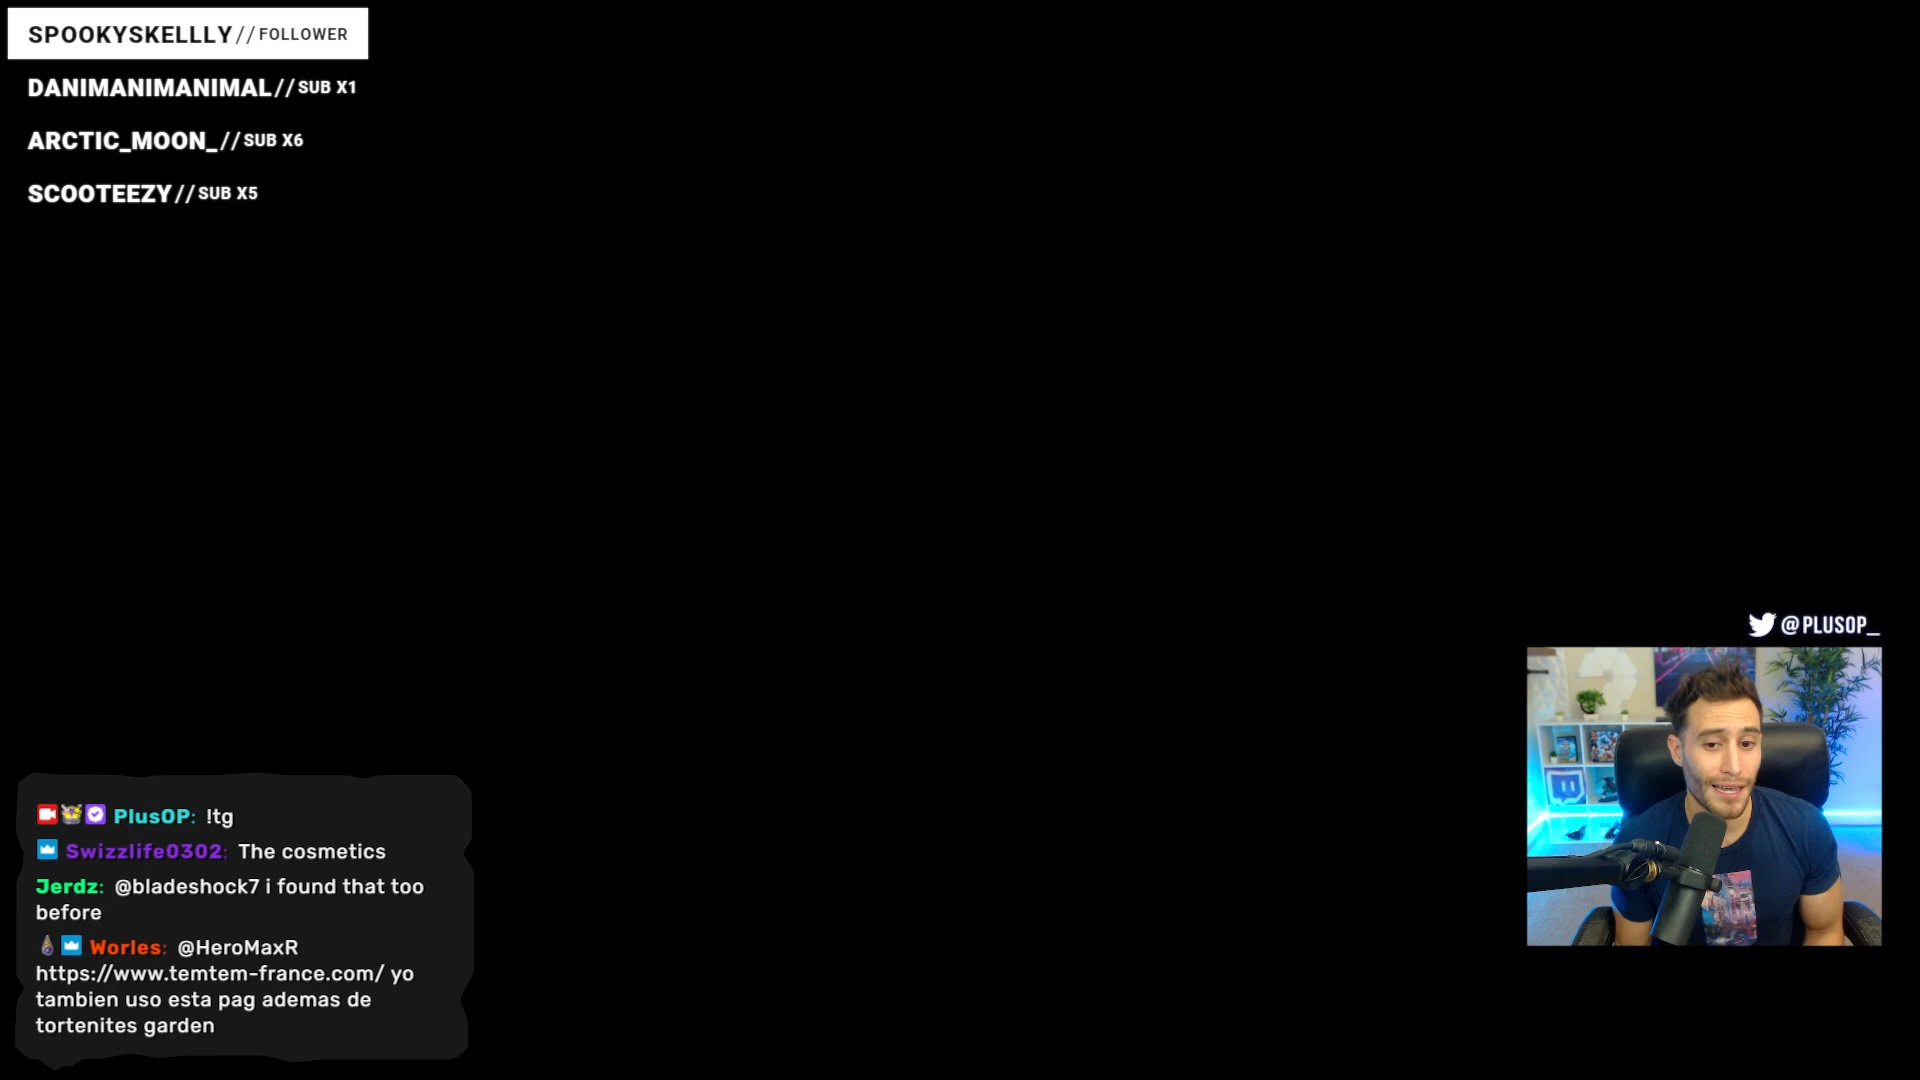 SPOOKYSKELLLY//FOLLOWER
DANIMANIMANIMAL//SUB X1
ARCTIC_MOON_//SUB X6
SCOOTEEZY//SUB X5
@PLUSOP_
PlusOP: !tg
Swizzlife0302: The cosmetics
Jerdz: @bladeshock7 i found that too
before
Worles: @HeroMaxR
https://www.temtem-france.com/ yo
tambien uso esta pag ademas de
tortenites garden